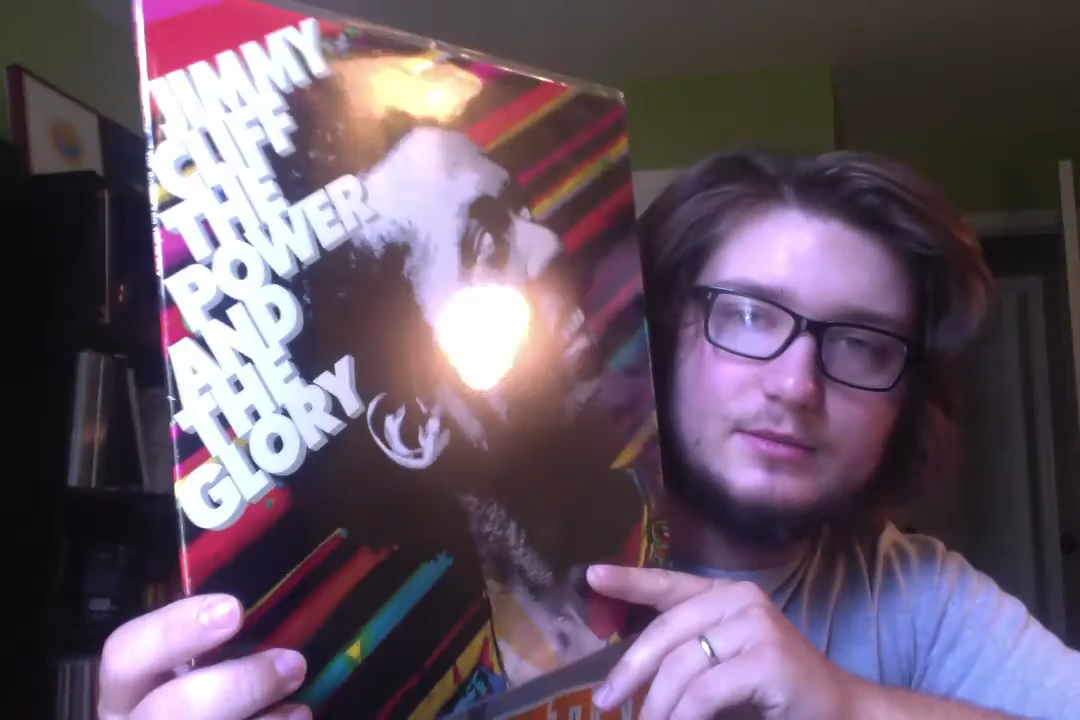 JIMMY
CLIFF
THE
POWER
AND
THE
GLORY